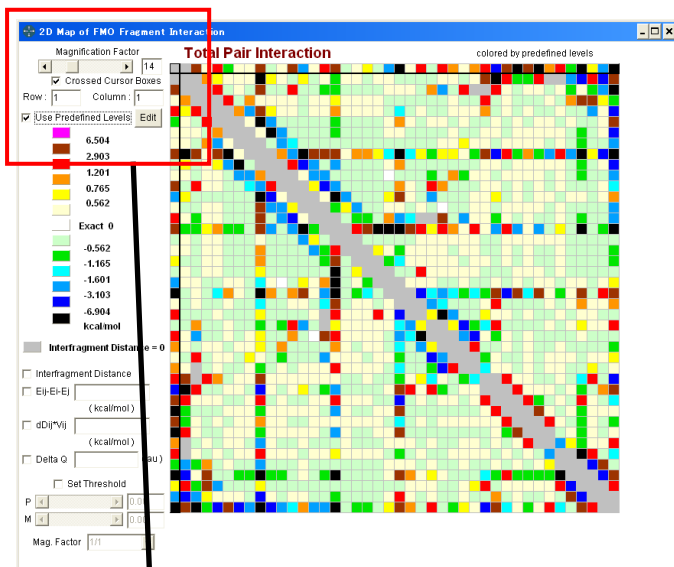 2D Map of FMO Fragment Interaction
Magnification Factor
14
Crossed Cursor Boxes
Row : 1 Column : 1
Use Predefined Levels Edit
Total Pair Interaction
colored by predefined levels
6.504
2.903
1.201
0.765
0.562
Exact 0
-0.562
-1.165
-1.601
-3.103
-6.904
kcal/mol
Interfragment Distance = 0
Interfragment Distance
Eij-Ei-Ej
( kcal/mol )
dDij*Vij
( kcal/mol )
Delta Q
Set Threshold
P
M
Mag. Factor 1/1